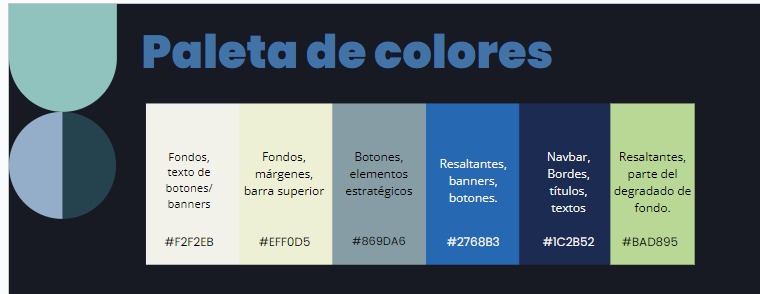 Paleta de colores
Fondos,
texto de
botones/
banners
#F2F2EB
Fondos,
márgenes,
barra superior
#EFF0D5
Botones,
elementos
estratégicos
#869DA6
Resaltantes,
banners,
botones.
#2768B3
Navbar,
Bordes,
títulos,
textos
#1C2B52
Resaltantes,
parte del
degradado de
fondo.
#BAD895